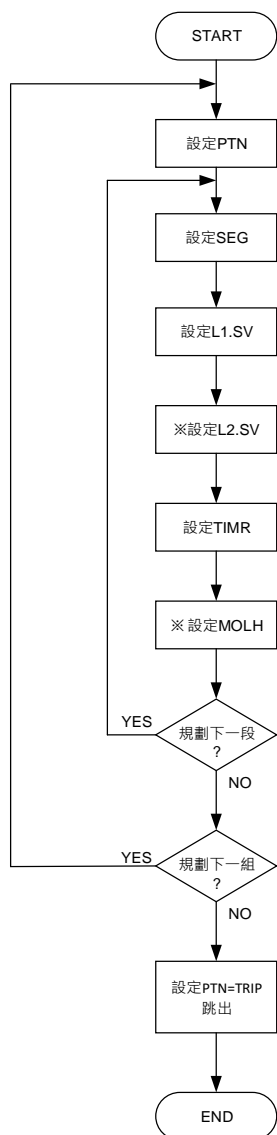 START
設定PTN
設定SEG
設定L1.SV
※設定L2.SV
設定TIMR
※ 設定MOLH
YES
規劃下一段
?
NO
YES
規劃下一組
?
NO
設定PTN=TRIP
跳出
END